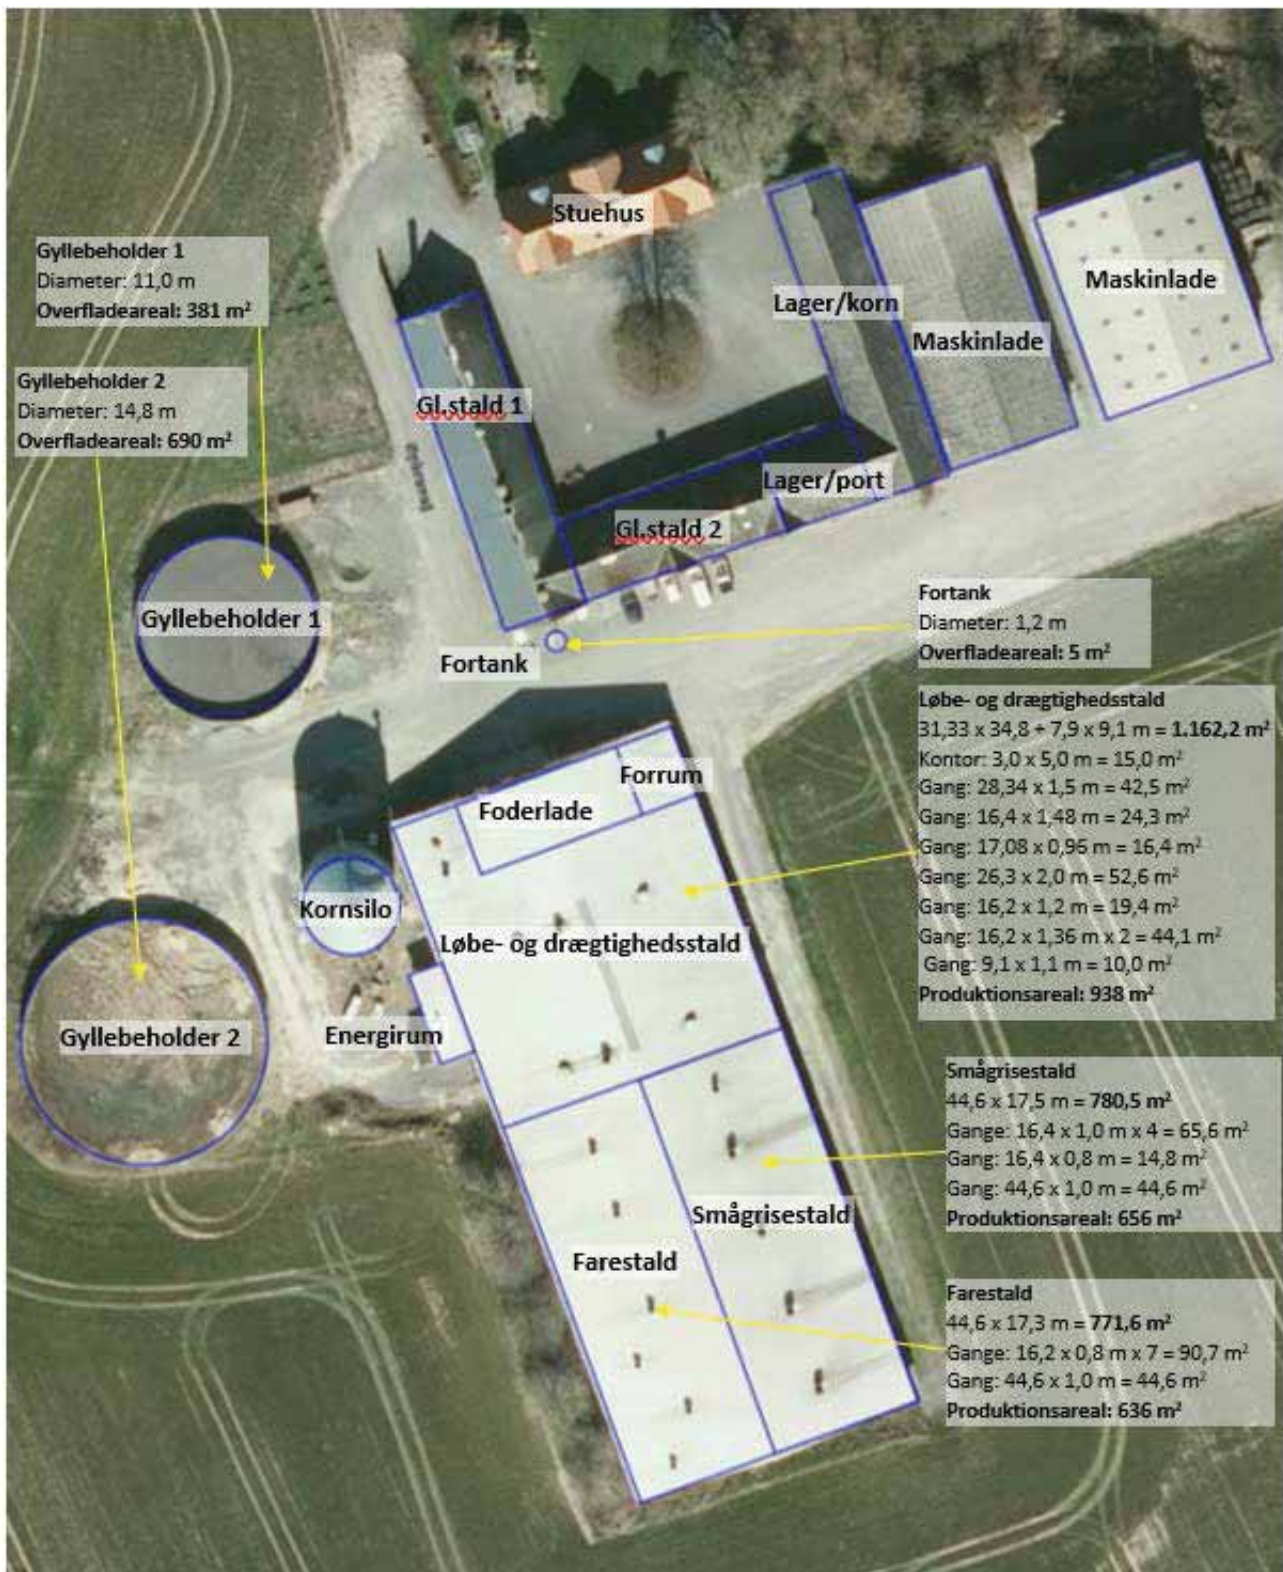 Stuehus
Gyllebeholder 1
Diameter: 11,0 m
Overfladeareal: 381 m²
Lager/korn
Maskinlade
Maskinlade
Gyllebeholder 2
Diameter: 14,8 m
Overfladeareal: 690 m²
Gl.stald 1
Lager/port
Gl.stald 2
Gyllebeholder 1
Fortank
Fortank
Diameter: 1,2 m
Overfladeareal: 5 m²
Løbe- og drægtighedsstald
31,33 x 34,8 + 7,9 x 9,1 m = 1.162,2 m²
Kontor: 3,0 x 5,0 m = 15,0 m²
Gang: 28,34 x 1,5 m = 42,5 m²
Gang: 16,4 x 1,48 m = 24,3 m²
Gang: 17,08 x 0,96 m = 16,4 m²
Gang: 26,3 x 2,0 m = 52,6 m²
Gang: 16,2 x 1,2 m = 19,4 m²
Gang: 16,2 x 1,36 m x 2 = 44,1 m²
Gang: 9,1 x 1,1 m = 10,0 m²
Produktionsareal: 938 m²
Forrum
Foderlade
Kornsilo
Løbe- og drægtighedsstald
Energirum
Gyllebeholder 2
Smågrisestald
44,6 x 17,5 m = 780,5 m²
Gange: 16,4 x 1,0 m x 4 = 65,6 m²
Gang: 16,4 x 0,8 m = 14,8 m²
Gang: 44,6 x 1,0 m = 44,6 m²
Produktionsareal: 656 m²
Smågrisestald
Farestald
Farestald
44,6 x 17,3 m = 771,6 m²
Gange: 16,2 x 0,8 m x 7 = 90,7 m²
Gang: 44,6 x 1,0 m = 44,6 m²
Produktionsareal: 636 m²